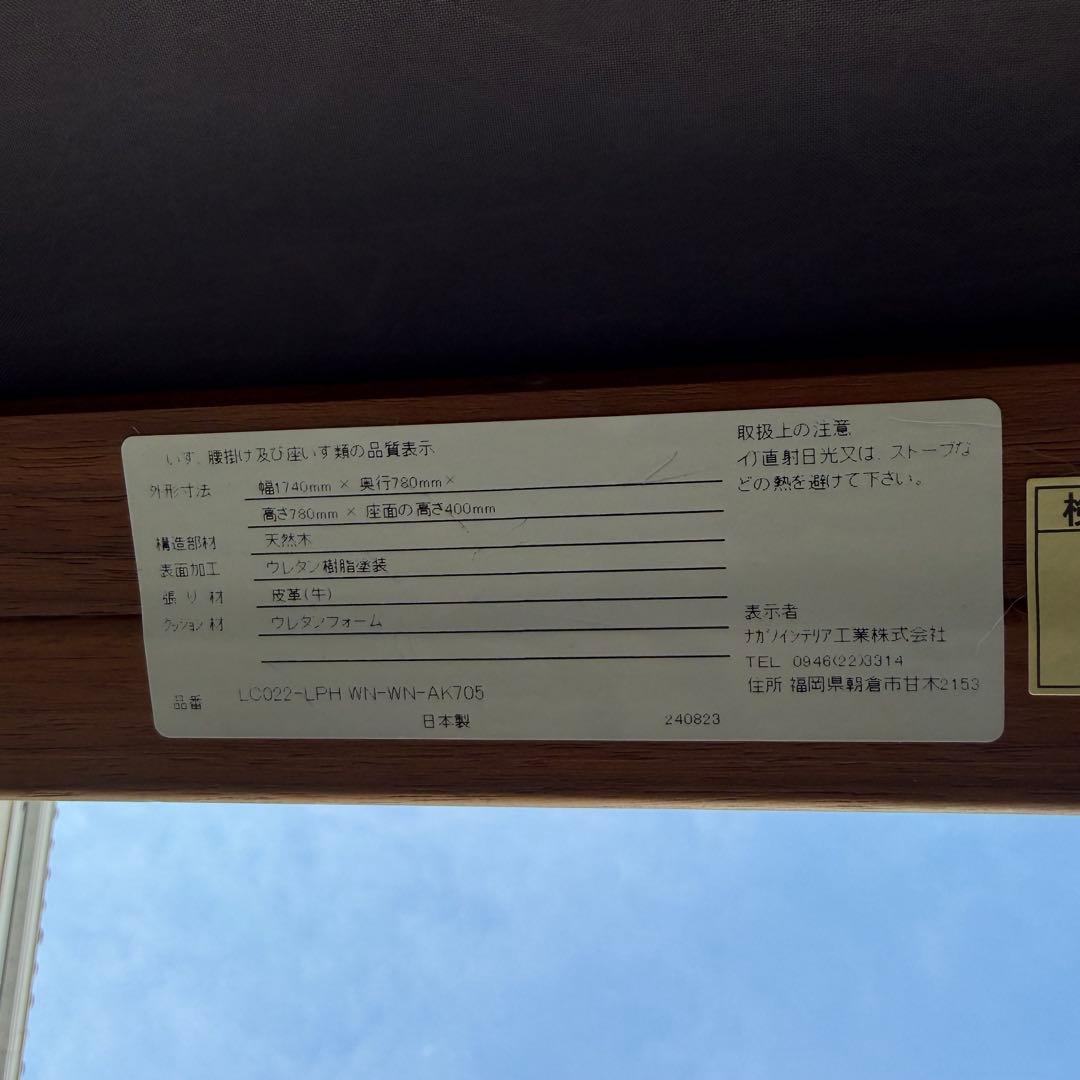 いす、腰掛け及び座いす類の品質表示
外形寸法 幅1740mm × 奥行780mm×
高さ780mm × 座面の高さ400mm
構造部材 天然木
表面加工 ウレタン樹脂塗装
張り材 皮革(牛)
クッション材 ウレタンフォーム
品番 LC022-LPH WN-WN-AK705
日本製 240823
取扱上の注意
イ)直射日光又は、ストーブな
どの熱を避けて下さい。
表示者
ナガノインテリア工業株式会社
TEL 0946(22)3314
住所 福岡県朝倉市甘木2153